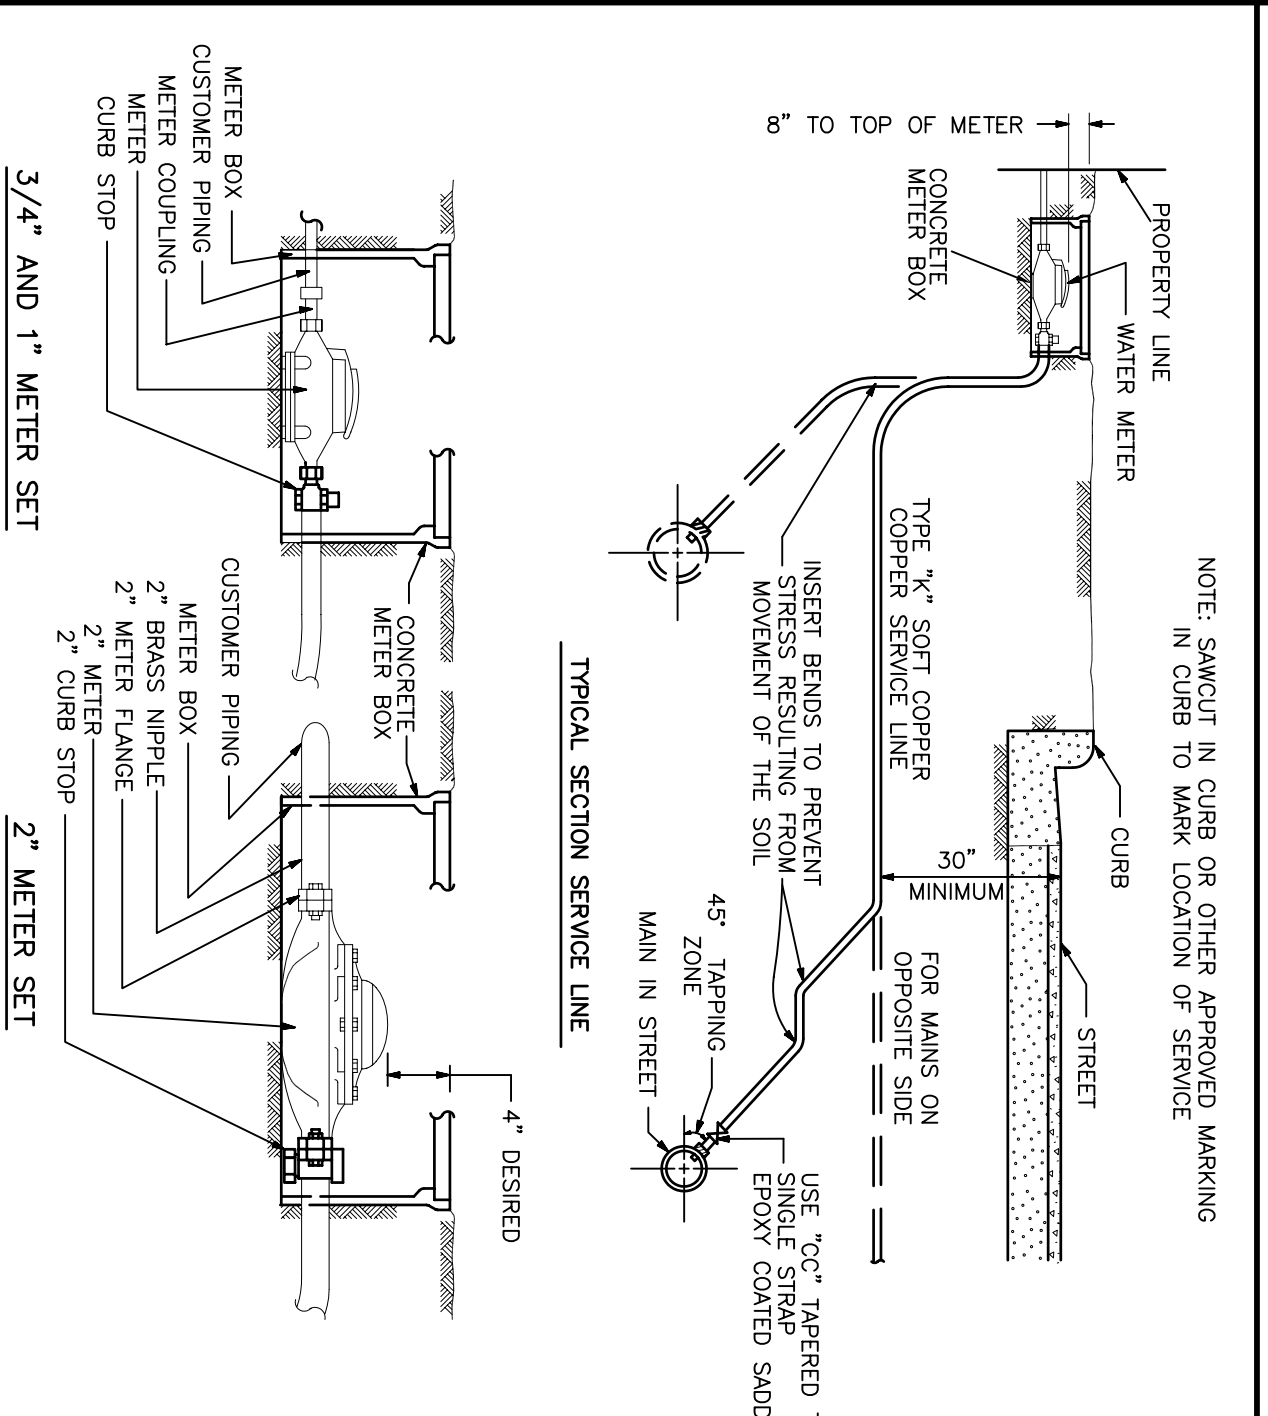 NOTE: SAWCUT IN CURB OR OTHER APPROVED MARKING
IN CURB TO MARK LOCATION OF SERVICE
PROPERTY LINE
WATER METER
CURB
STREET
8" TO TOP OF METER
CONCRETE
METER BOX
30"
MINIMUM
TYPE "K" SOFT COPPER
COPPER SERVICE LINE
FOR MAINS ON
OPPOSITE SIDE
INSERT BENDS TO PREVENT
STRESS RESULTING FROM
MOVEMENT OF THE SOIL
45° TAPPING
ZONE
MAIN IN STREET
USE "CC" TAPERED
SINGLE STRAP
EPOXY COATED SADD
TYPICAL SECTION SERVICE LINE
METER BOX
CUSTOMER PIPING
METER COUPLING
METER
CURB STOP
3/4" AND 1" METER SET
CONCRETE
METER BOX
4" DESIRED
CUSTOMER PIPING
METER BOX
2" BRASS NIPPLE
2" METER FLANGE
2" METER
2" CURB STOP
2" METER SET